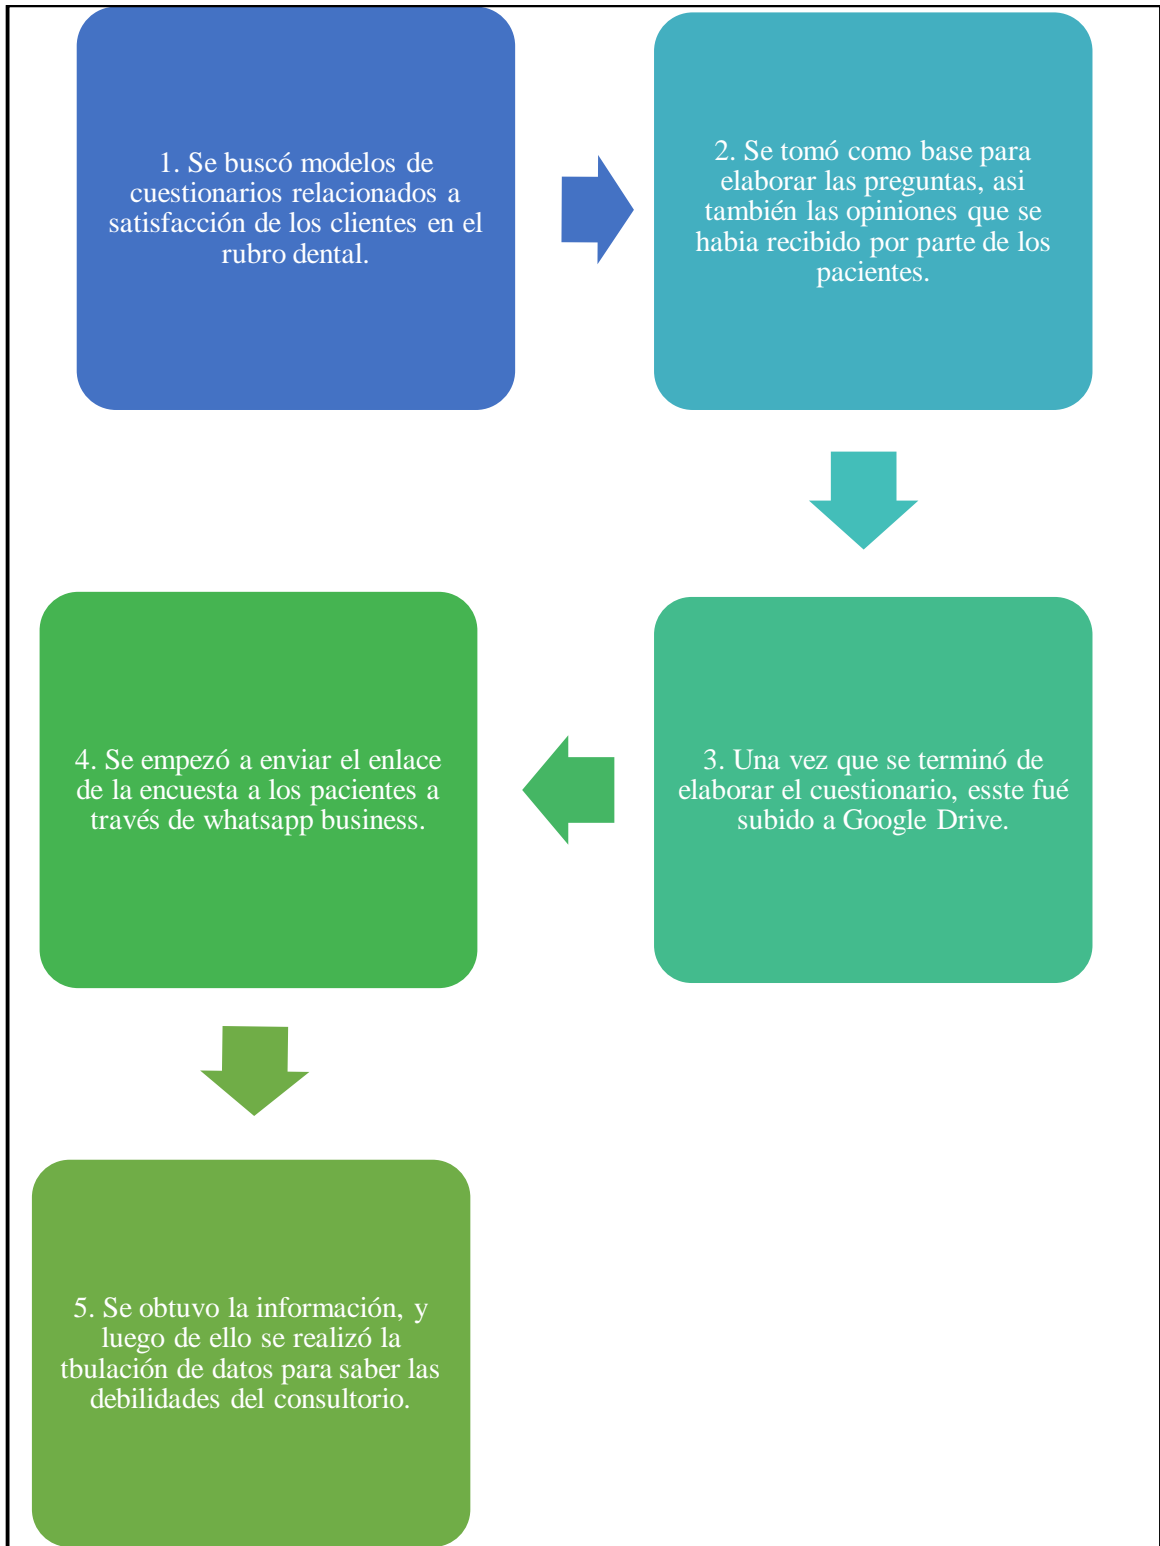 1. Se buscó modelos de
cuestionarios relacionados a
satisfacción de los clientes en el
rubro dental.
2. Se tomó como base para
elaborar las preguntas, asi
también las opiniones que se
habia recibido por parte de los
pacientes.
3. Una vez que se terminó de
elaborar el cuestionario, esste fué
subido a Google Drive.
4. Se empezó a enviar el enlace
de la encuesta a los pacientes a
través de whatsapp business.
5. Se obtuvo la información, y
luego de ello se realizó la
tbulación de datos para saber las
debilidades del consultorio.